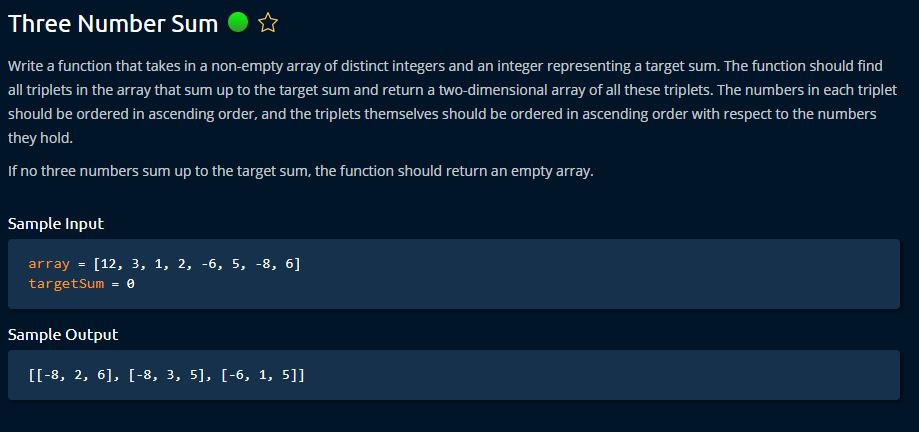 Three Number Sum
Write a function that takes in a non-empty array of distinct integers and an integer representing a target sum. The function should find
all triplets in the array that sum up to the target sum and return a two-dimensional array of all these triplets. The numbers in each triplet
should be ordered in ascending order, and the triplets themselves should be ordered in ascending order with respect to the numbers
they hold.
If no three numbers sum up to the target sum, the function should return an empty array.
Sample Input
array = [12, 3, 1, 2, -6, 5, -8, 6]
targetSum = 0
Sample Output
[[-8, 2, 6], [-8, 3, 5], [-6, 1, 5]]